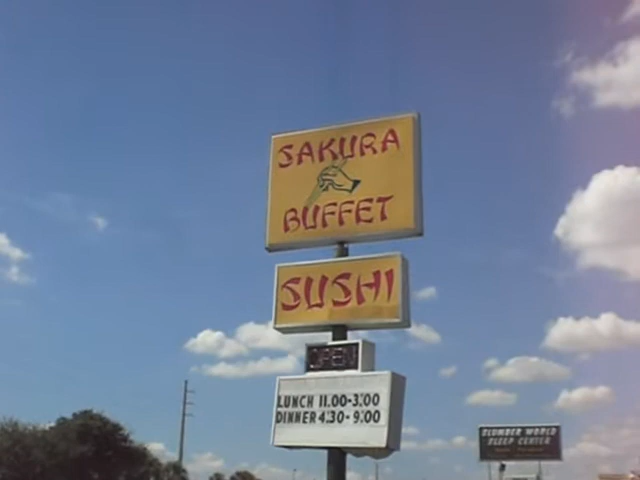 SAKURA
BUFFET
SUSHI
OPEN
LUNCH 11.00-3:00
DINNER 4:30-9:00
SLUMBER WORLD
SLEEP CENTER